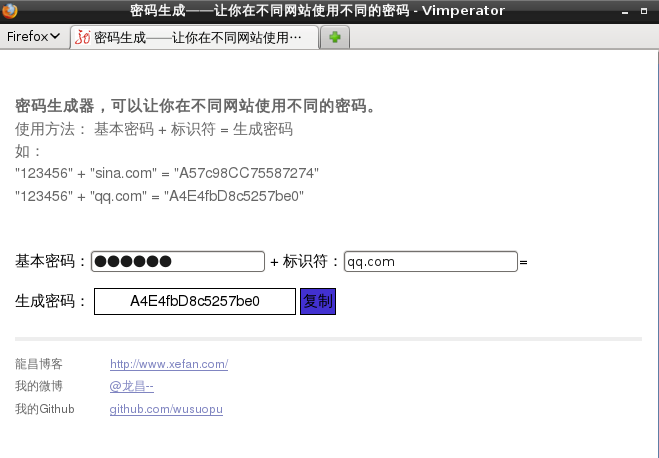 密码生成——让你在不同网站使用不同的密码 - Vimperator
Firefox
密码生成——让你在不同网站使用···
密码生成器，可以让你在不同网站使用不同的密码。
使用方法： 基本密码 + 标识符 = 生成密码
如：
"123456" + "sina.com" = "A57c98CC75587274"
"123456" + "qq.com" = "A4E4fbD8c5257be0"
基本密码：●●●●●● + 标识符：qq.com =
生成密码： A4E4fbD8c5257be0 复制
龍昌博客 http://www.xefan.com/
我的微博 @龙昌--
我的Github github.com/wusuopu